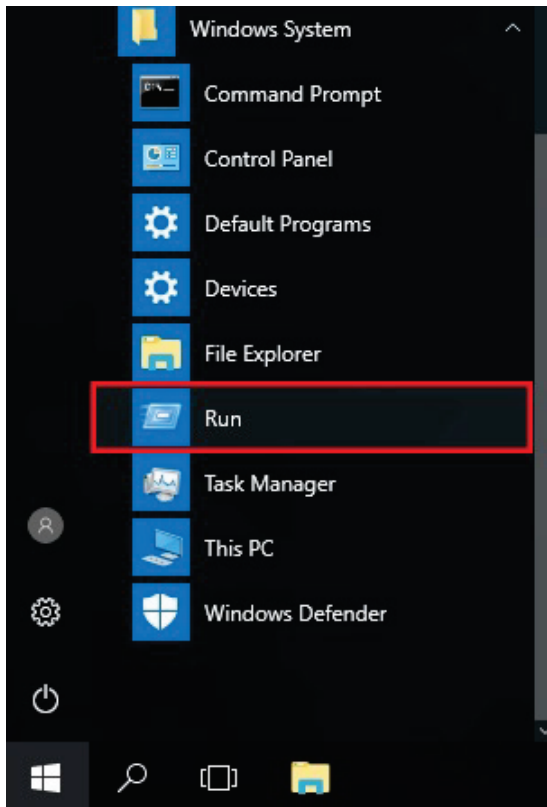 Windows System
Command Prompt
Control Panel
Default Programs
Devices
File Explorer
Run
Task Manager
This PC
Windows Defender